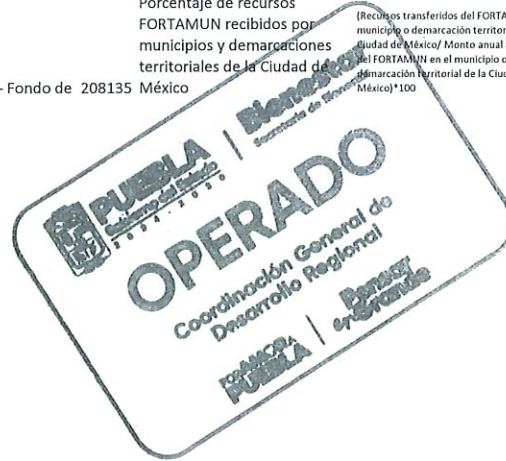 Porcentaje de recursos
FORTAMUN recibidos por
municipios y demarcaciones
territoriales de la Ciudad de
- Fondo de 208135 México
(Recursos transferidos del FORTA
municipio o demarcación territor
Ciudad de México/ Monto anual
del FORTAMUN en el municipio o
demarcación territorial de la Ciud
México)*100
PUEBLA
Gobierno del Estado
2024 - 2030
Bienestar
Secretaría de Bienestar
OPERADO
Coordinación General de
Desarrollo Regional
POR AMOR A
PUEBLA
Pensar
en Grande